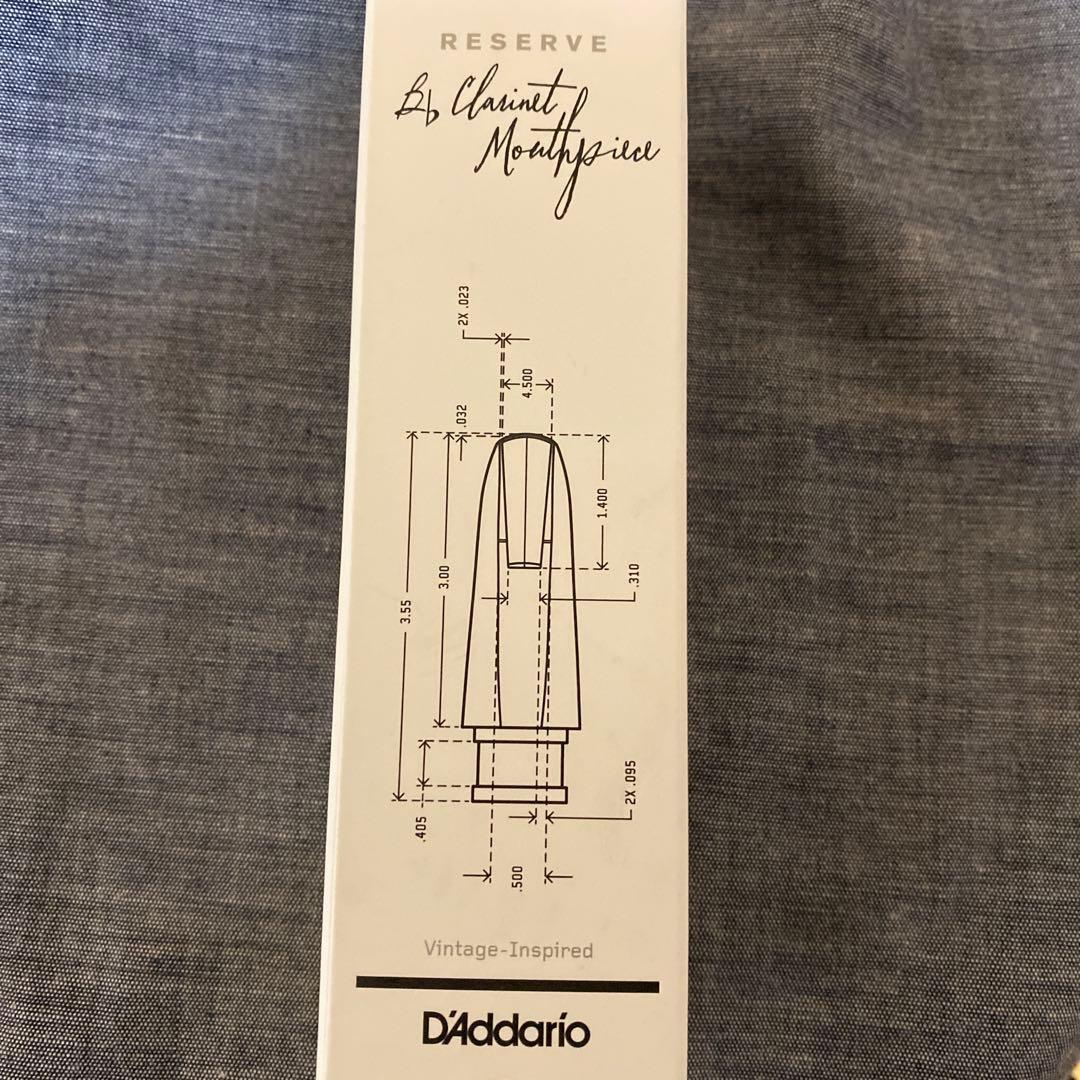 RESERVE
Bb Clarinet
Mouthpiece
2X .023
4.500
.032
1.400
3.00
.310
3.55
2X .095
.405
.500
Vintage-Inspired
D'Addario